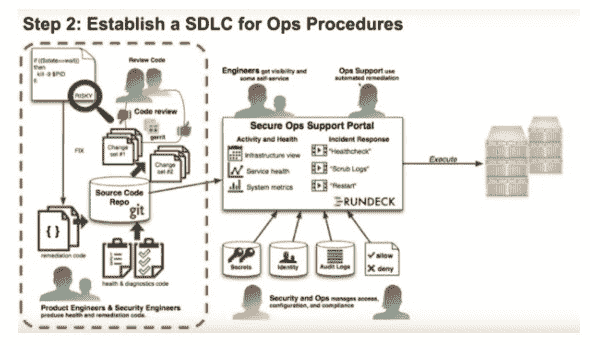 Step 2: Establish a SDLC for Ops Procedures
if ((state==wait))
then
kill -9 $PID
fi
RISKY
Review Code
Code review
gerrit
Change
set #1
Change
set #2
FIX
Source Code
Repo
git
{ }
remediation code
health & diagnostics code
Product Engineers & Security Engineers
produce health and remediation code.
Engineers get visibility and
some self-service
Ops Support use
automated remediation
Secure Ops Support Portal
Activity and Health
Infrastructure view
Service health
System metrics
Incident Response
"Healthcheck"
"Scrub Logs"
"Restart"
RUNDECK
Execute
Secrets
Identity
Audit Logs
allow
deny
Security and Ops manages access,
configuration, and compliance